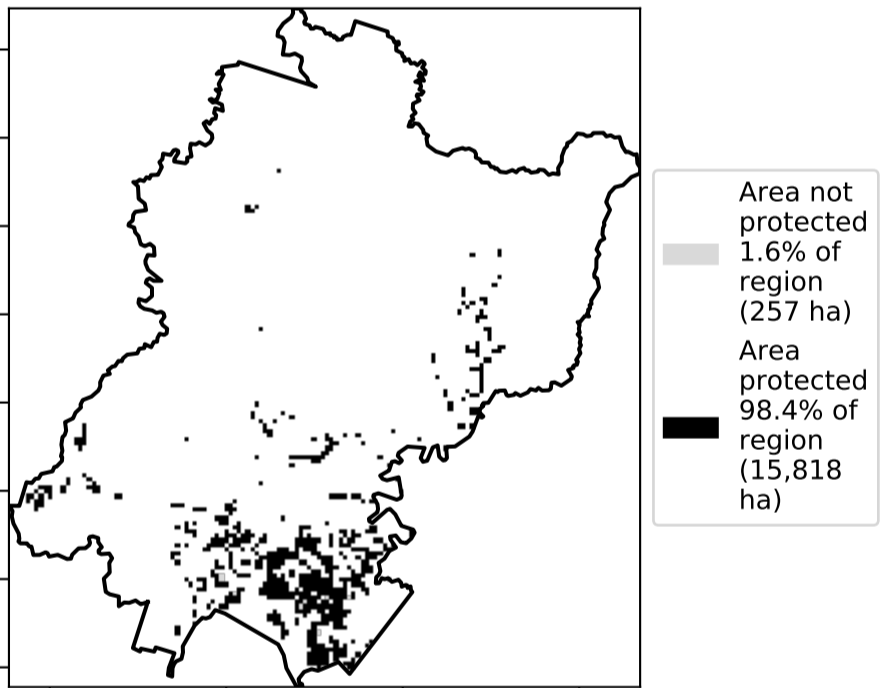 Area not
protected
1.6% of
region
(257 ha)
Area
protected
98.4% of
region
(15,818
ha)